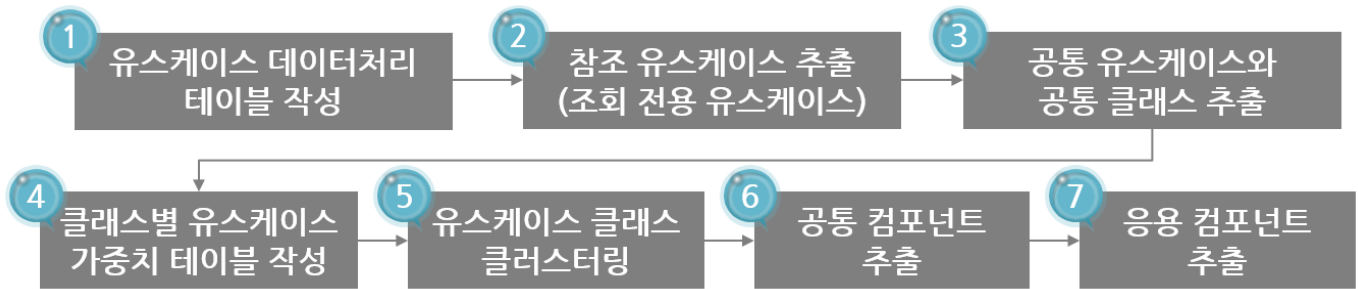 1
유스케이스 데이터처리
테이블 작성
2
참조 유스케이스 추출
(조회 전용 유스케이스)
3
공통 유스케이스와
공통 클래스 추출
4
클래스별 유스케이스
가중치 테이블 작성
5
유스케이스 클래스
클러스터링
6
공통 컴포넌트
추출
7
응용 컴포넌트
추출